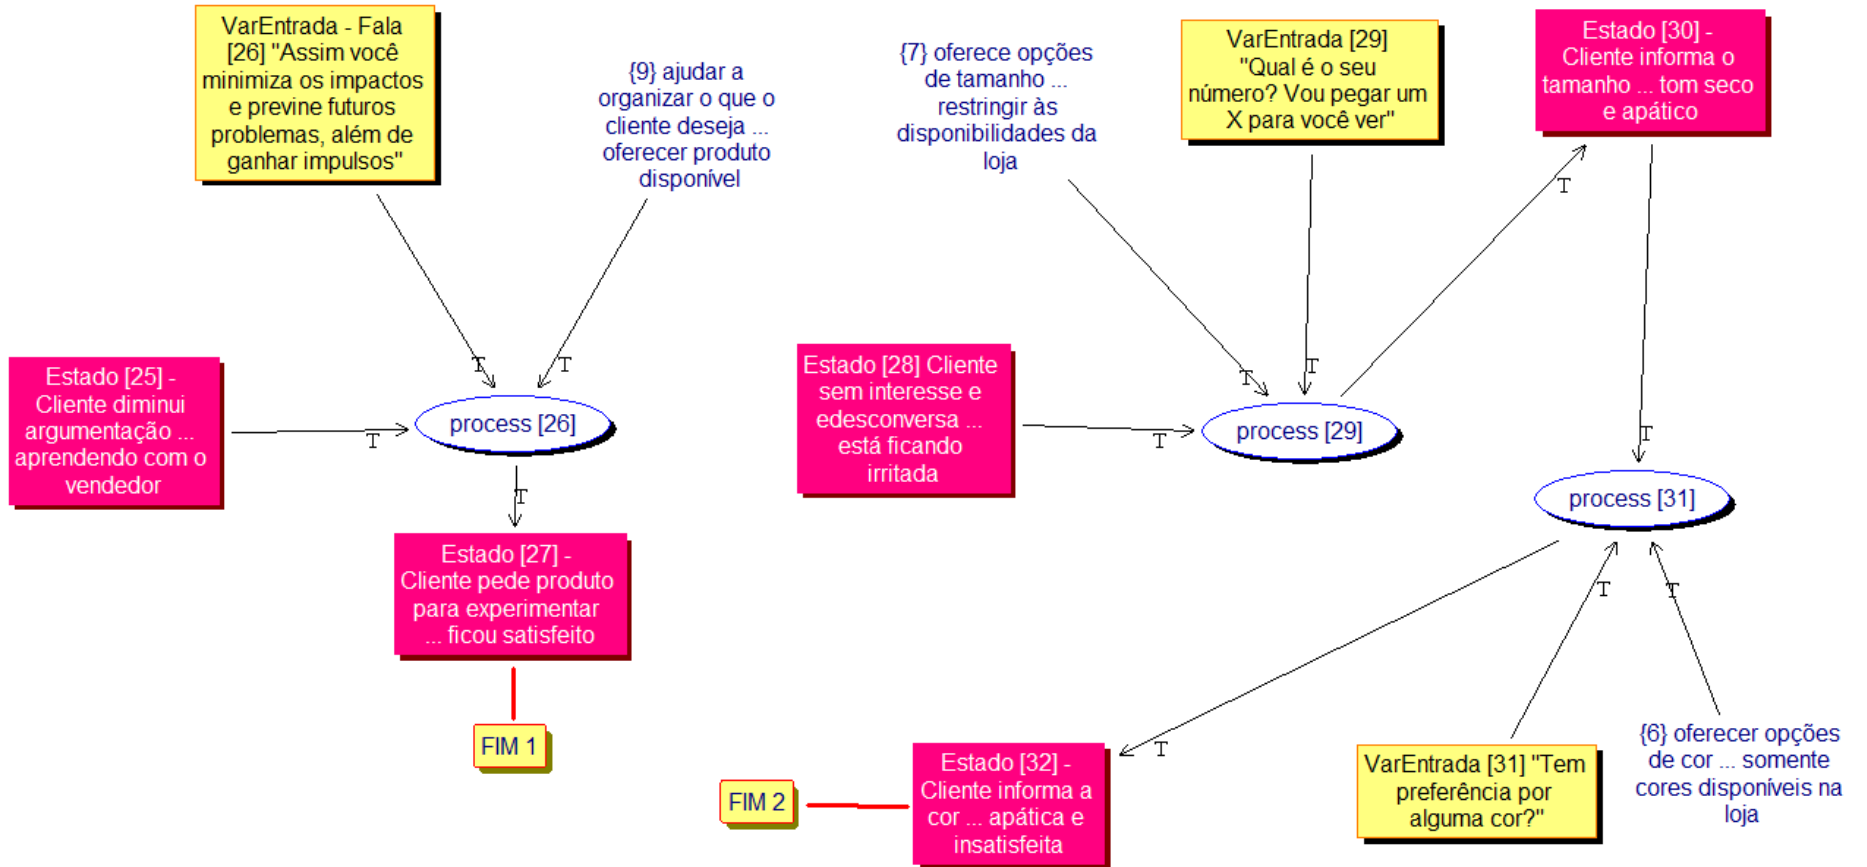 VarEntrada - Fala
[26] "Assim você
minimiza os impactos
e previne futuros
problemas, além de
ganhar impulsos"
{9} ajudar a
organizar o que o
cliente deseja ...
oferecer produto
disponível
{7} oferece opções
de tamanho ...
restringir às
disponibilidades da
loja
VarEntrada [29]
"Qual é o seu
número? Vou pegar um
X para você ver"
Estado [30] -
Cliente informa o
tamanho ... tom seco
e apático
T
T
T
T
T
Estado [25] -
Cliente diminui
argumentação ...
aprendendo com o
vendedor
T
process [26]
Estado [28] Cliente
sem interesse e
edesconversa ...
está ficando
irritada
T
process [29]
T
process [31]
T
Estado [27] -
Cliente pede produto
para experimentar
... ficou satisfeito
FIM 1
T
T
T
Estado [32] -
Cliente informa a
cor ... apática e
insatisfeita
FIM 2
VarEntrada [31] "Tem
preferência por
alguma cor?"
{6} oferecer opções
de cor ... somente
cores disponíveis na
loja